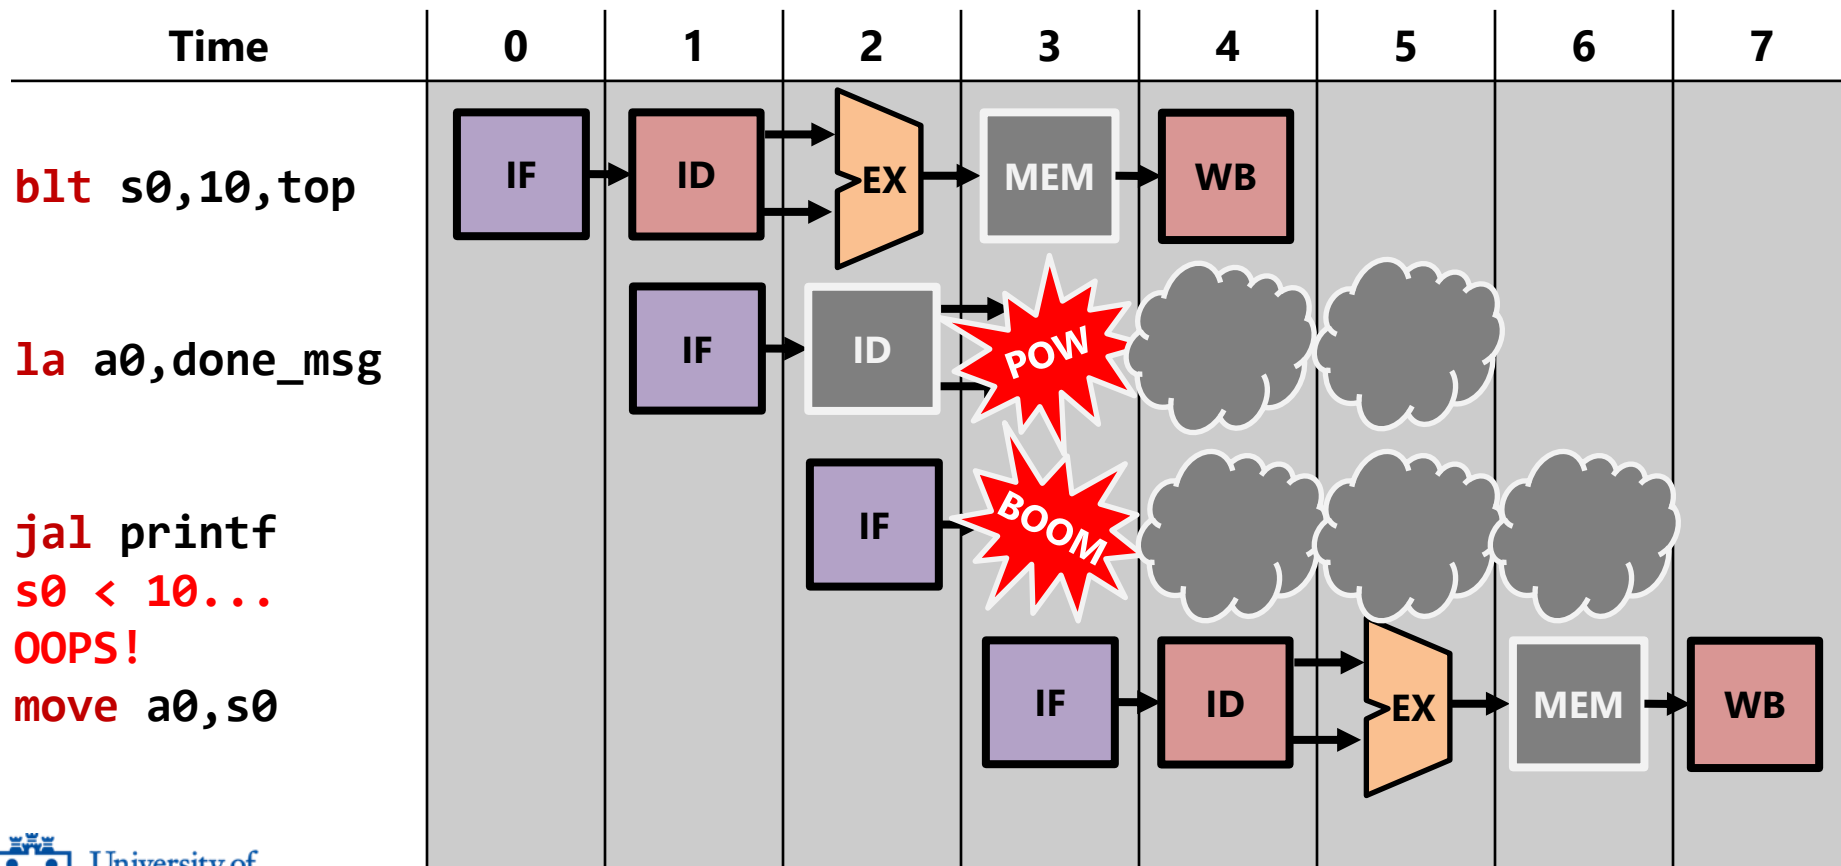 Time 0 1 2 3 4 5 6 7
blt s0,10,top IF ID EX MEM WB
la a0,done_msg IF ID POW
jal printf IF BOOM
s0 < 10...
OOPS!
move a0,s0 IF ID EX MEM WB
University of